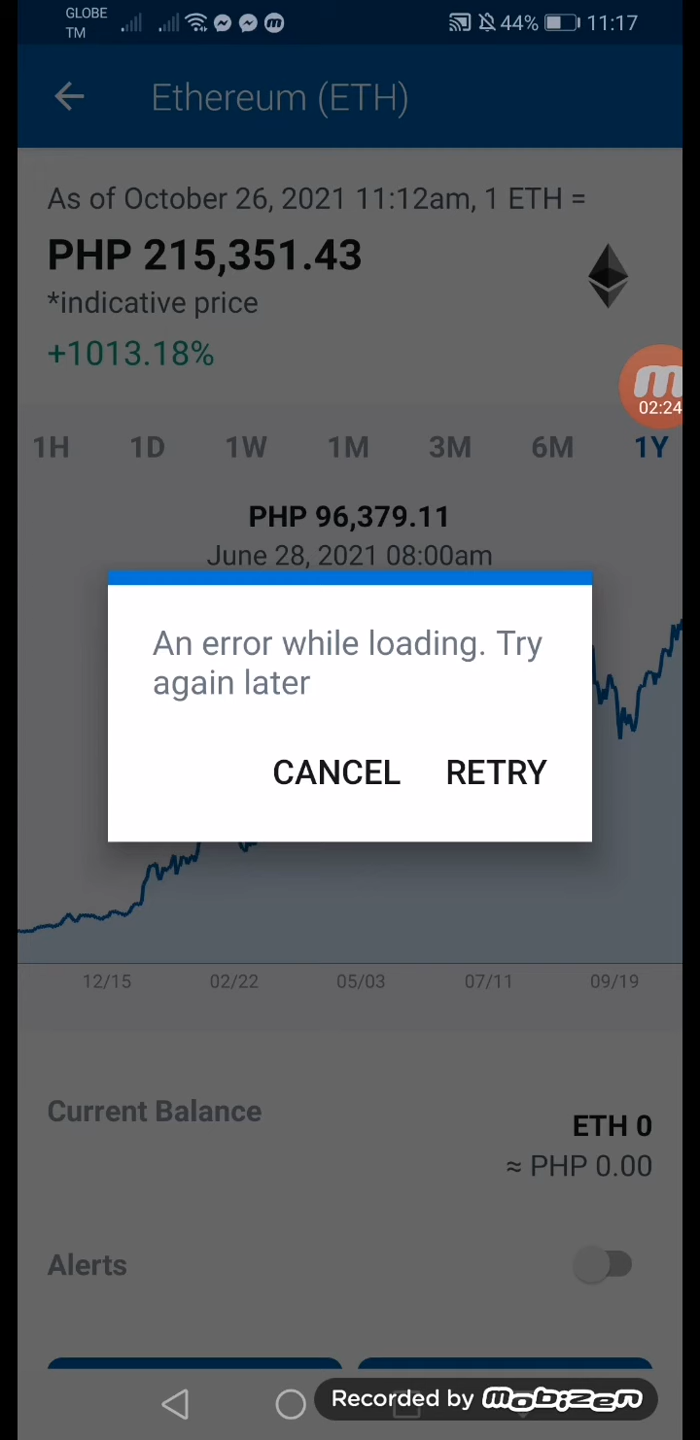 GLOBE
TM
44% 11:17
Ethereum (ETH)
As of October 26, 2021 11:12am, 1 ETH =
PHP 215,351.43
*indicative price
+1013.18%
m
02:24
1H 1D 1W 1M 3M 6M 1Y
PHP 96,379.11
June 28, 2021 08:00am
An error while loading. Try
again later
CANCEL RETRY
12/15 02/22 05/03 07/11 09/19
Current Balance
ETH 0
≈ PHP 0.00
Alerts
Recorded by mobizen